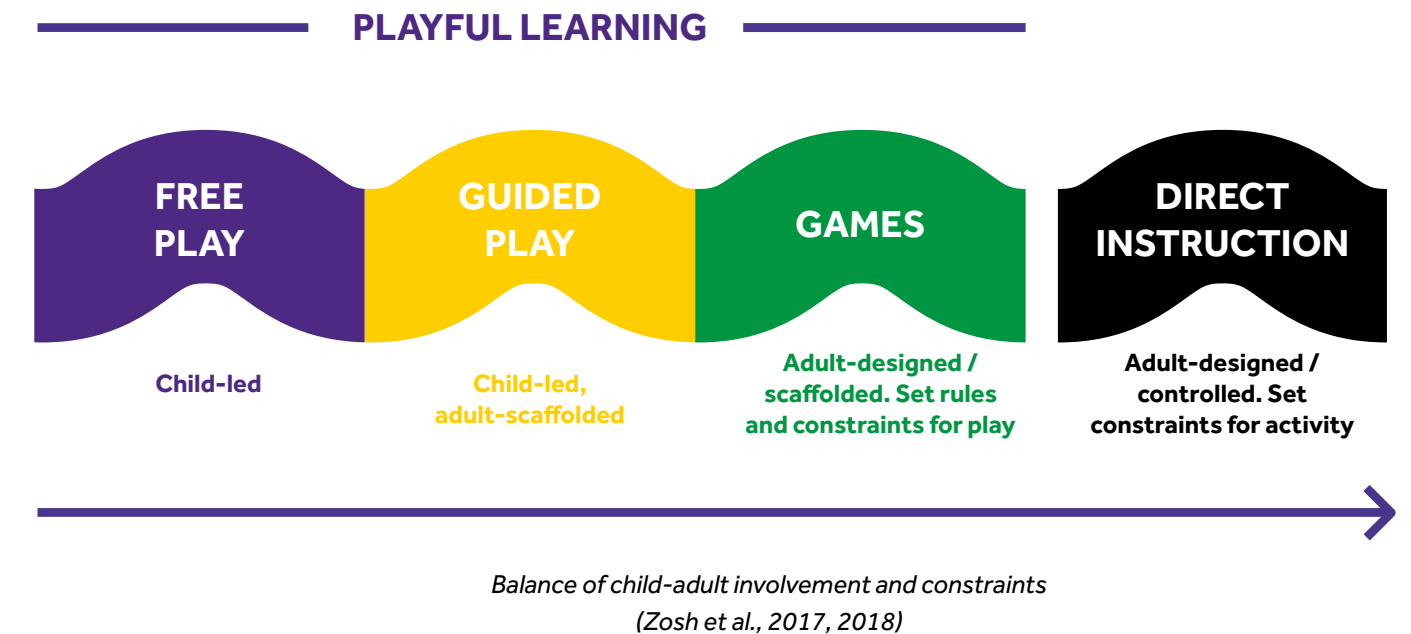 PLAYFUL LEARNING
FREE
PLAY
GUIDED
PLAY
GAMES
DIRECT
INSTRUCTION
Child-led
Child-led,
adult-scaffolded
Adult-designed /
scaffolded. Set rules
and constraints for play
Adult-designed /
controlled. Set
constraints for activity
Balance of child-adult involvement and constraints
(Zosh et al., 2017, 2018)